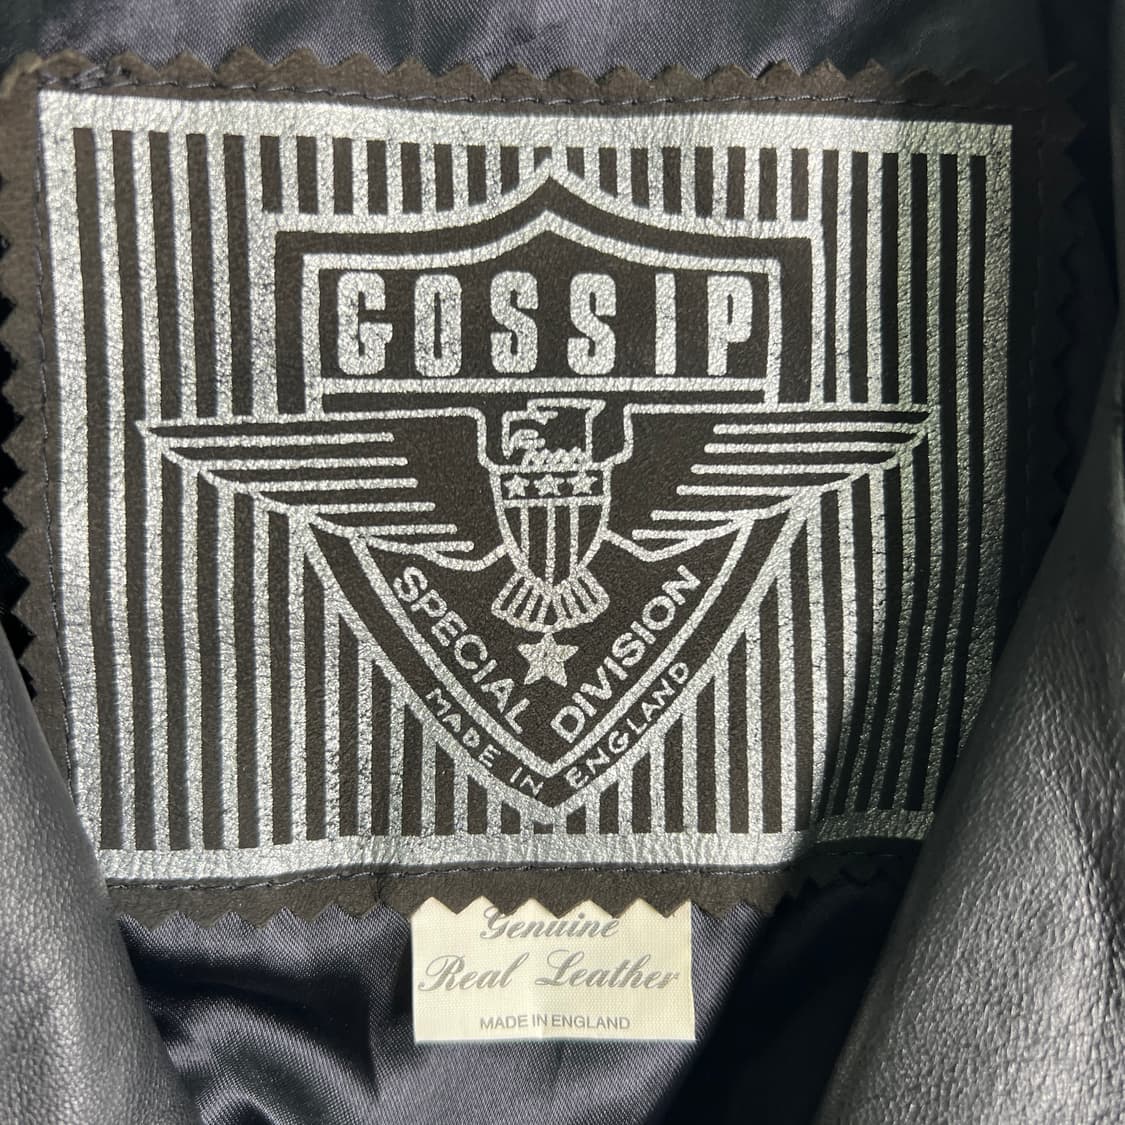 GOSSIP
SPECIAL DIVISION
MADE IN ENGLAND
Genuine
Real Leather
MADE IN ENGLAND